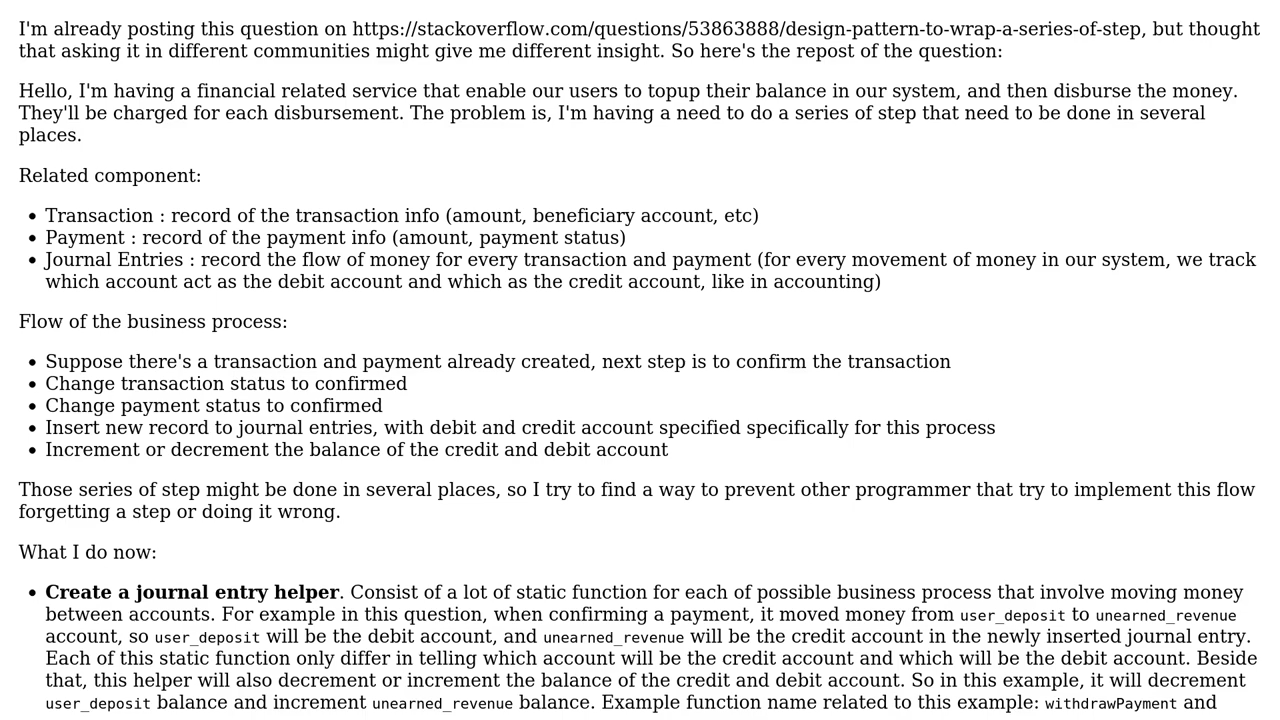 I'm already posting this question on https://stackoverflow.com/questions/53863888/design-pattern-to-wrap-a-series-of-step, but thought
that asking it in different communities might give me different insight. So here's the repost of the question:
Hello, I'm having a financial related service that enable our users to topup their balance in our system, and then disburse the money.
They'll be charged for each disbursement. The problem is, I'm having a need to do a series of step that need to be done in several
places.
Related component:
• Transaction : record of the transaction info (amount, beneficiary account, etc)
• Payment : record of the payment info (amount, payment status)
• Journal Entries : record the flow of money for every transaction and payment (for every movement of money in our system, we track
which account act as the debit account and which as the credit account, like in accounting)
Flow of the business process:
• Suppose there's a transaction and payment already created, next step is to confirm the transaction
• Change transaction status to confirmed
• Change payment status to confirmed
• Insert new record to journal entries, with debit and credit account specified specifically for this process
• Increment or decrement the balance of the credit and debit account
Those series of step might be done in several places, so I try to find a way to prevent other programmer that try to implement this flow
forgetting a step or doing it wrong.
What I do now:
• Create a journal entry helper. Consist of a lot of static function for each of possible business process that involve moving money
between accounts. For example in this question, when confirming a payment, it moved money from user_deposit to unearned_revenue
account, so user_deposit will be the debit account, and unearned_revenue will be the credit account in the newly inserted journal entry.
Each of this static function only differ in telling which account will be the credit account and which will be the debit account. Beside
that, this helper will also decrement or increment the balance of the credit and debit account. So in this example, it will decrement
user_deposit balance and increment unearned_revenue balance. Example function name related to this example: withdrawPayment and